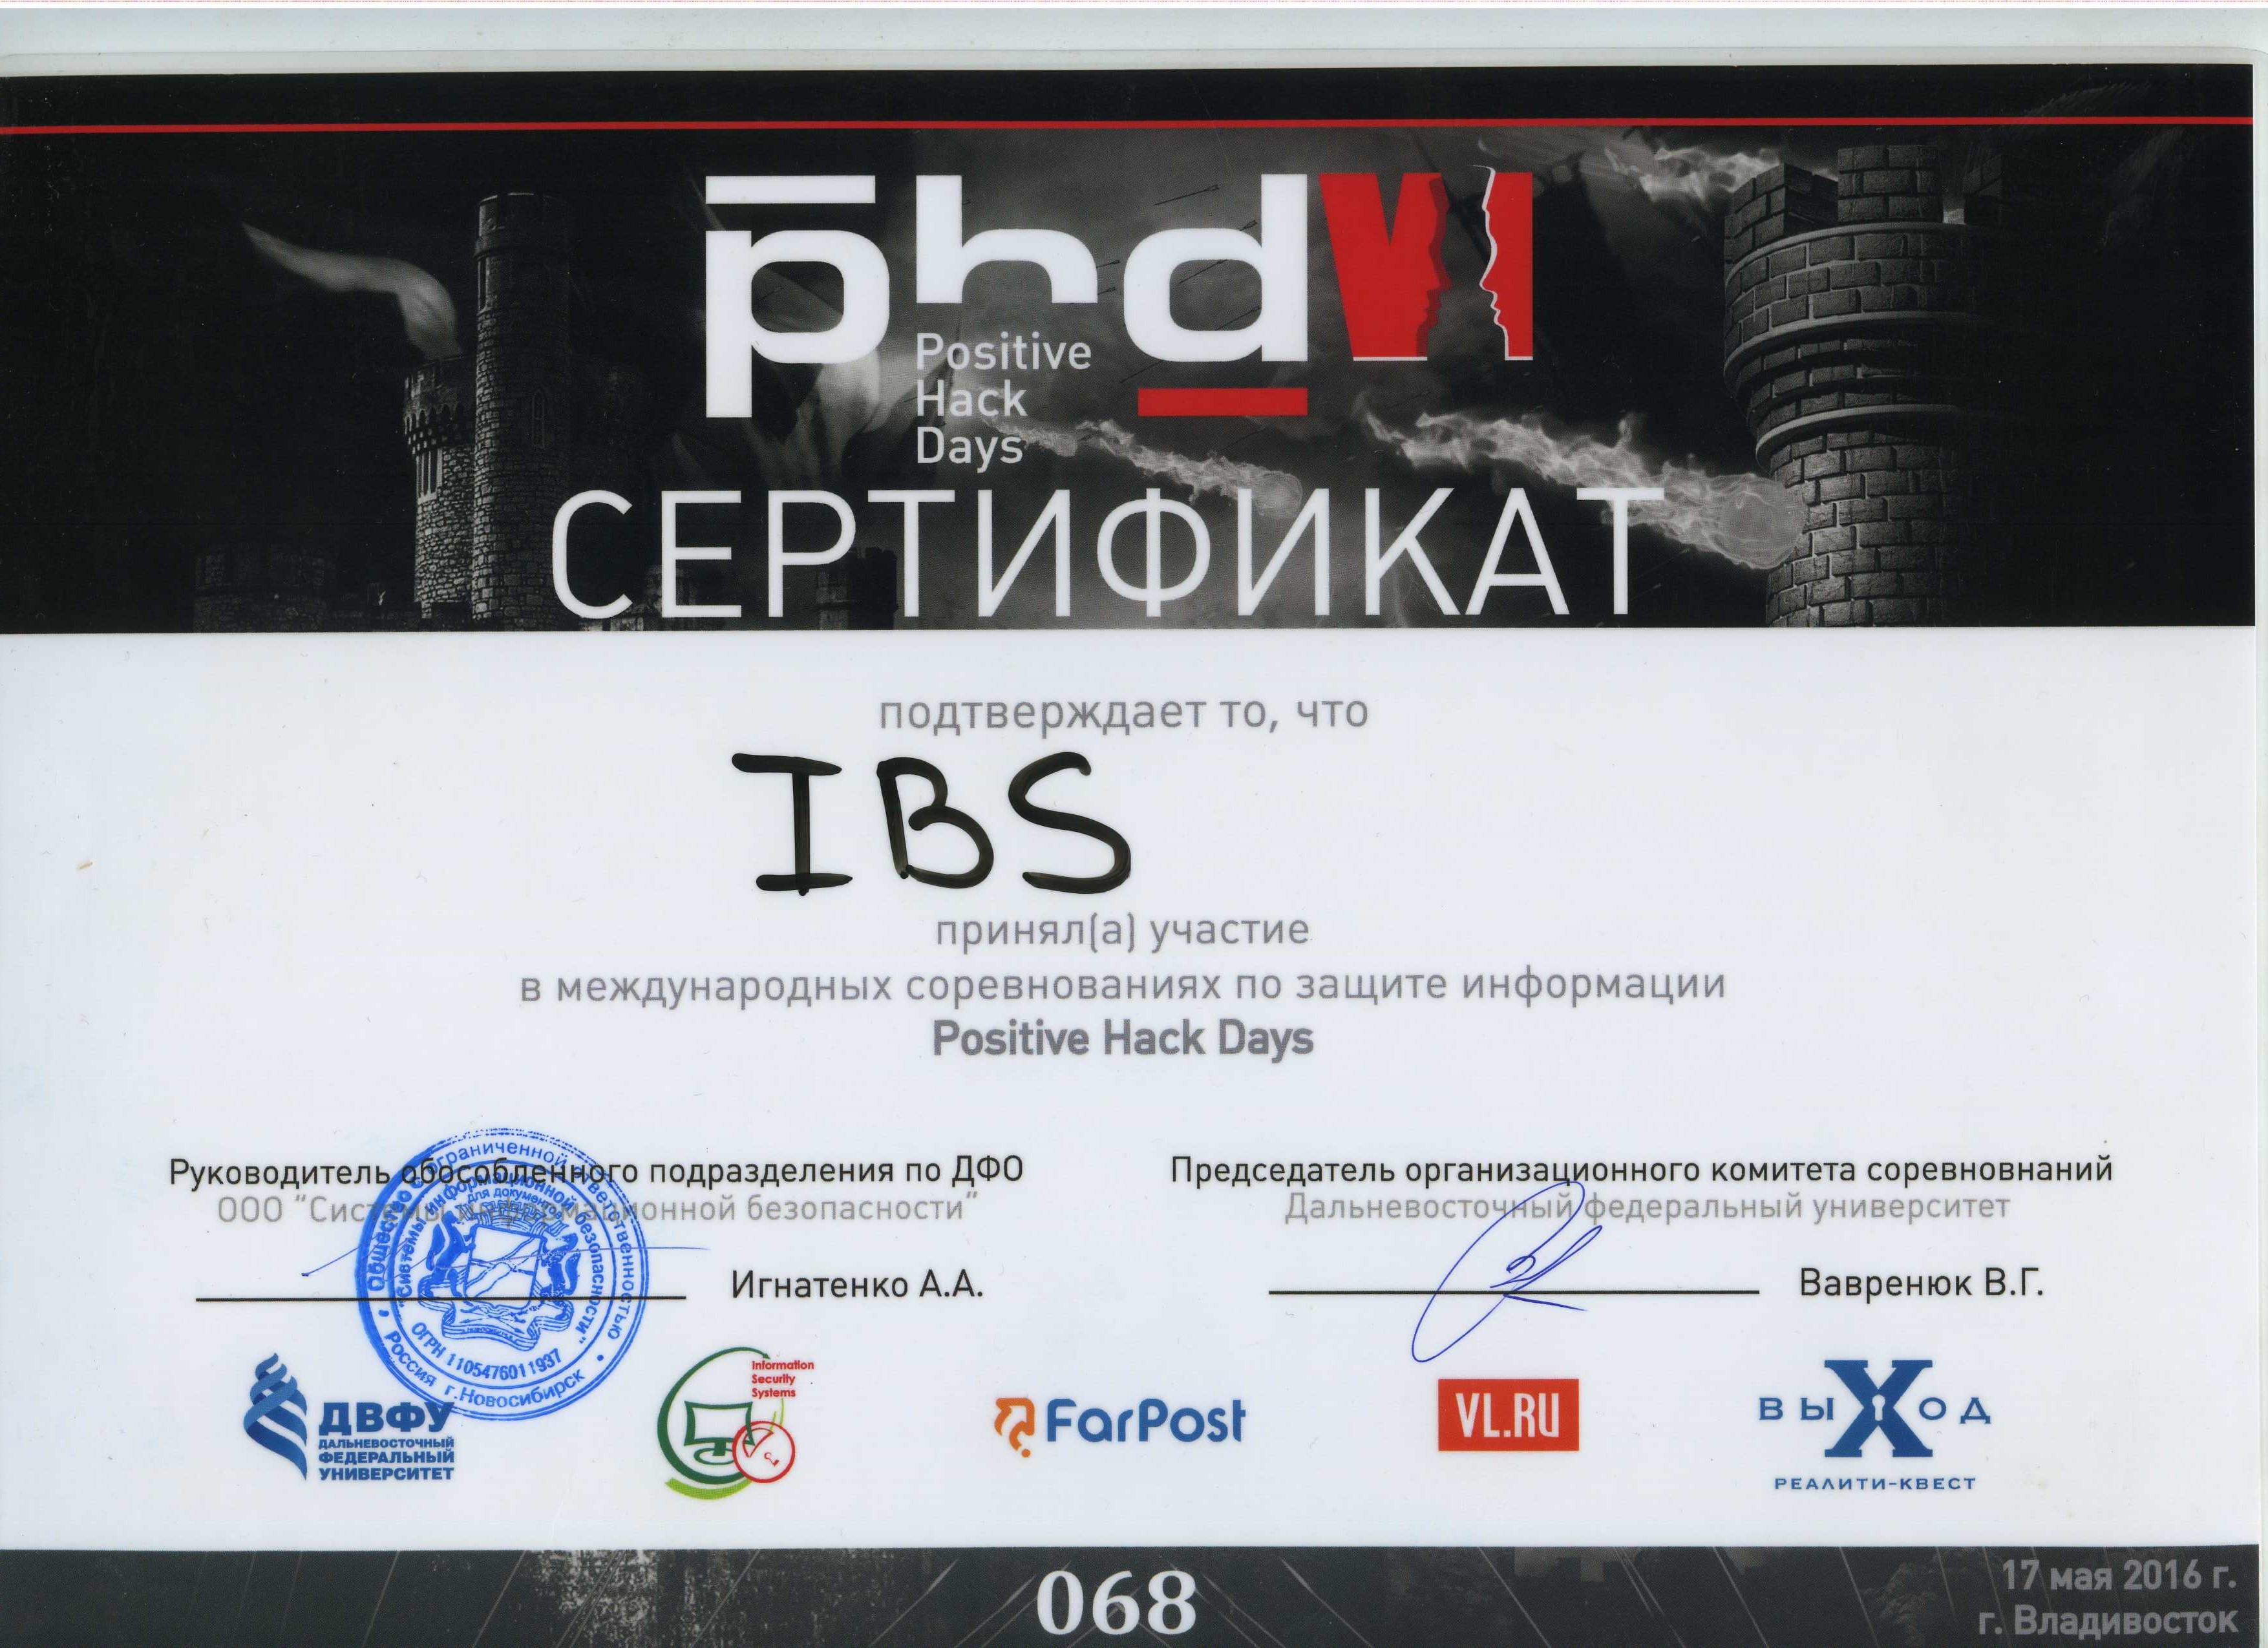 phd VI
Positive
Hack
Days
СЕРТИФИКАТ
подтверждает то, что
IBS
принял(а) участие
в международных соревнованиях по защите информации
Positive Hack Days
Руководитель обособленного подразделения по ДФО
ООО “Системы информационной безопасности”
Игнатенко А.А.
Председатель организационного комитета соревновнаний
Дальневосточный федеральный университет
Вавренюк В.Г.
Общество с ограниченной ответственностью
"Системы информационной безопасности"
для документов
ОГРН 1105476011937
Россия г.Новосибирск
ДВФУ
ДАЛЬНЕВОСТОЧНЫЙ
ФЕДЕРАЛЬНЫЙ
УНИВЕРСИТЕТ
Information
Security
Systems
FarPost
VL.RU
ВЫХОД
РЕАЛИТИ-КВЕСТ
068
17 мая 2016 г.
г. Владивосток